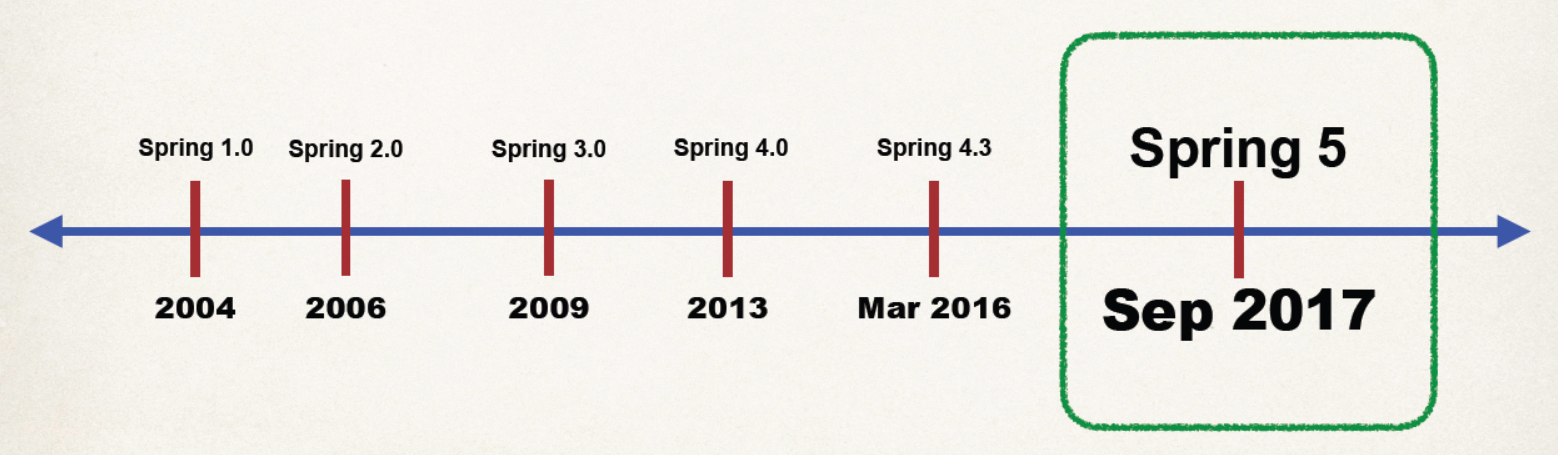 Spring 1.0
Spring 2.0
Spring 3.0
Spring 4.0
Spring 4.3
Spring 5
2004
2006
2009
2013
Mar 2016
Sep 2017